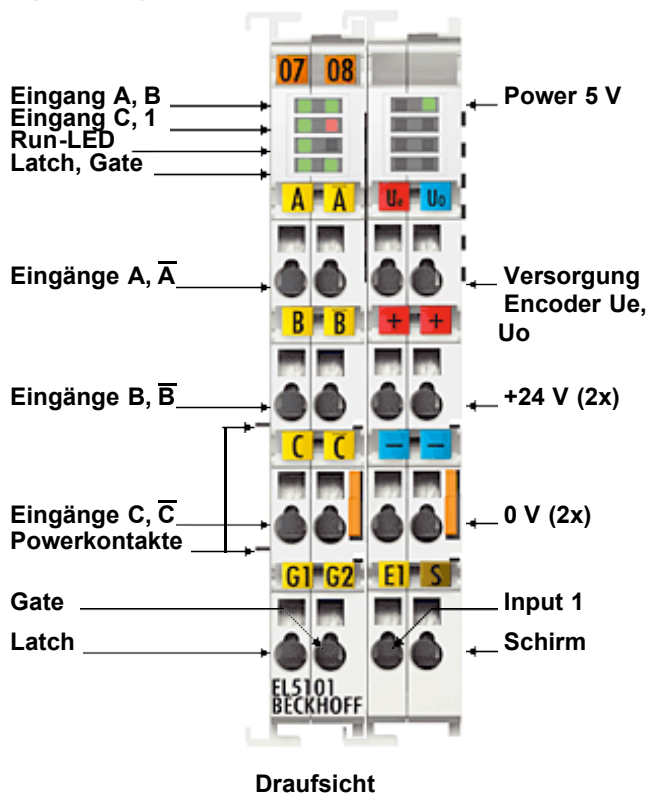 07 08
Eingang A, B
Eingang C, 1
Run-LED
Latch, Gate
Power 5 V
A A̅ Ue Uo
Eingänge A, A̅
Versorgung
Encoder Ue,
Uo
B B̅ + +
Eingänge B, B̅
+24 V (2x)
C C̅ − −
Eingänge C, C̅
Powerkontakte
0 V (2x)
G1 G2 E1 S
Gate
Input 1
Latch
Schirm
EL5101
BECKHOFF
Draufsicht